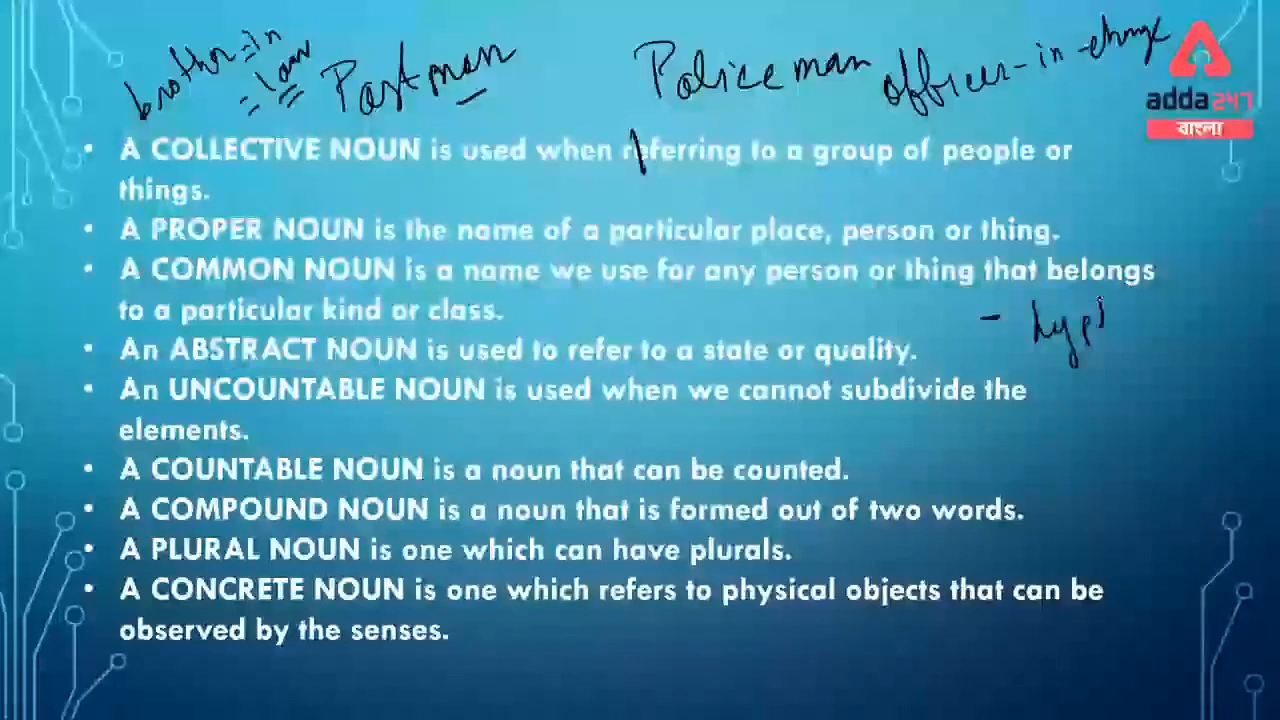 brother-in
law
Postman
Policeman
officer-in-charge
adda247
বাংলা
• A COLLECTIVE NOUN is used when referring to a group of people or
things.
• A PROPER NOUN is the name of a particular place, person or thing.
• A COMMON NOUN is a name we use for any person or thing that belongs
to a particular kind or class.
- hyp
• An ABSTRACT NOUN is used to refer to a state or quality.
• An UNCOUNTABLE NOUN is used when we cannot subdivide the
elements.
• A COUNTABLE NOUN is a noun that can be counted.
• A COMPOUND NOUN is a noun that is formed out of two words.
• A PLURAL NOUN is one which can have plurals.
• A CONCRETE NOUN is one which refers to physical objects that can be
observed by the senses.